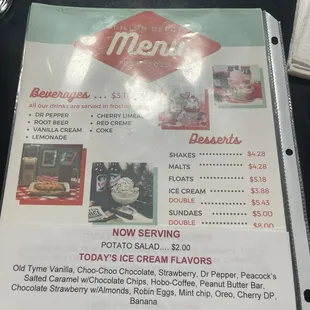 Menu
Beverages... $3.
all our drinks are served in frosted
• DR PEPPER
• ROOT BEER
• VANILLA CREAM
• LEMONADE
• CHERRY LIMEADE
• RED CREME
• COKE
Desserts
SHAKES $4.28
MALTS $4.28
FLOATS $5.18
ICE CREAM $3.88
DOUBLE $5.43
SUNDAES $5.00
DOUBLE $8.00
NOW SERVING
POTATO SALAD.... $2.00
TODAY'S ICE CREAM FLAVORS
Old Tyme Vanilla, Choo-Choo Chocolate, Strawberry, Dr Pepper, Peacock's
Salted Caramel w/Chocolate Chips, Hobo-Coffee, Peanut Butter Bar,
Chocolate Strawberry w/Almonds, Robin Eggs, Mint chip, Oreo, Cherry DP,
Banana